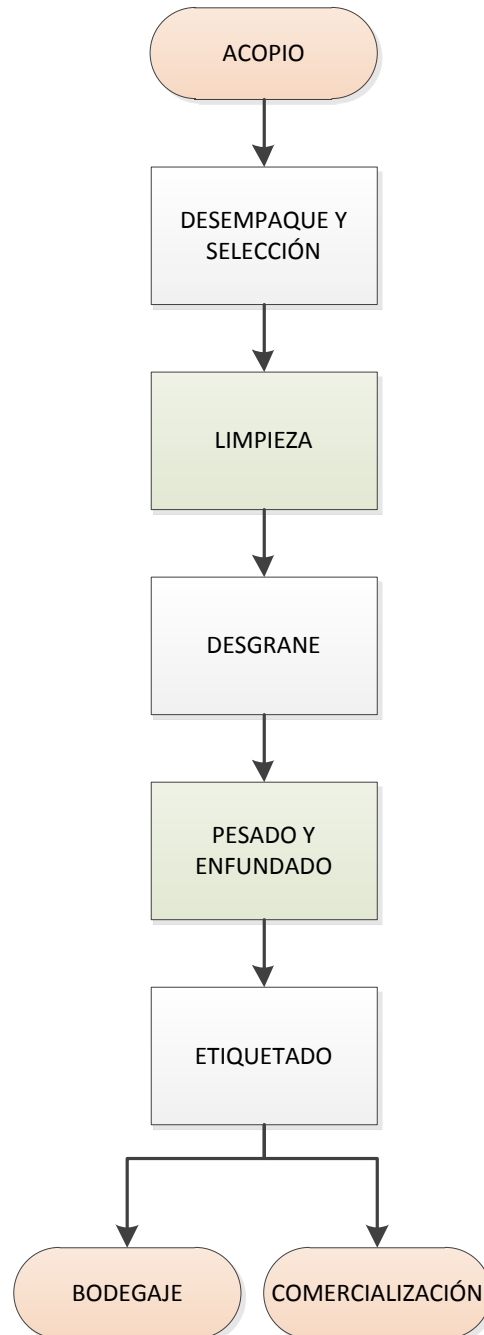 ACOPIO
DESEMPAQUE Y
SELECCIÓN
LIMPIEZA
DESGRANE
PESADO Y
ENFUNDADO
ETIQUETADO
BODEGAJE
COMERCIALIZACIÓN